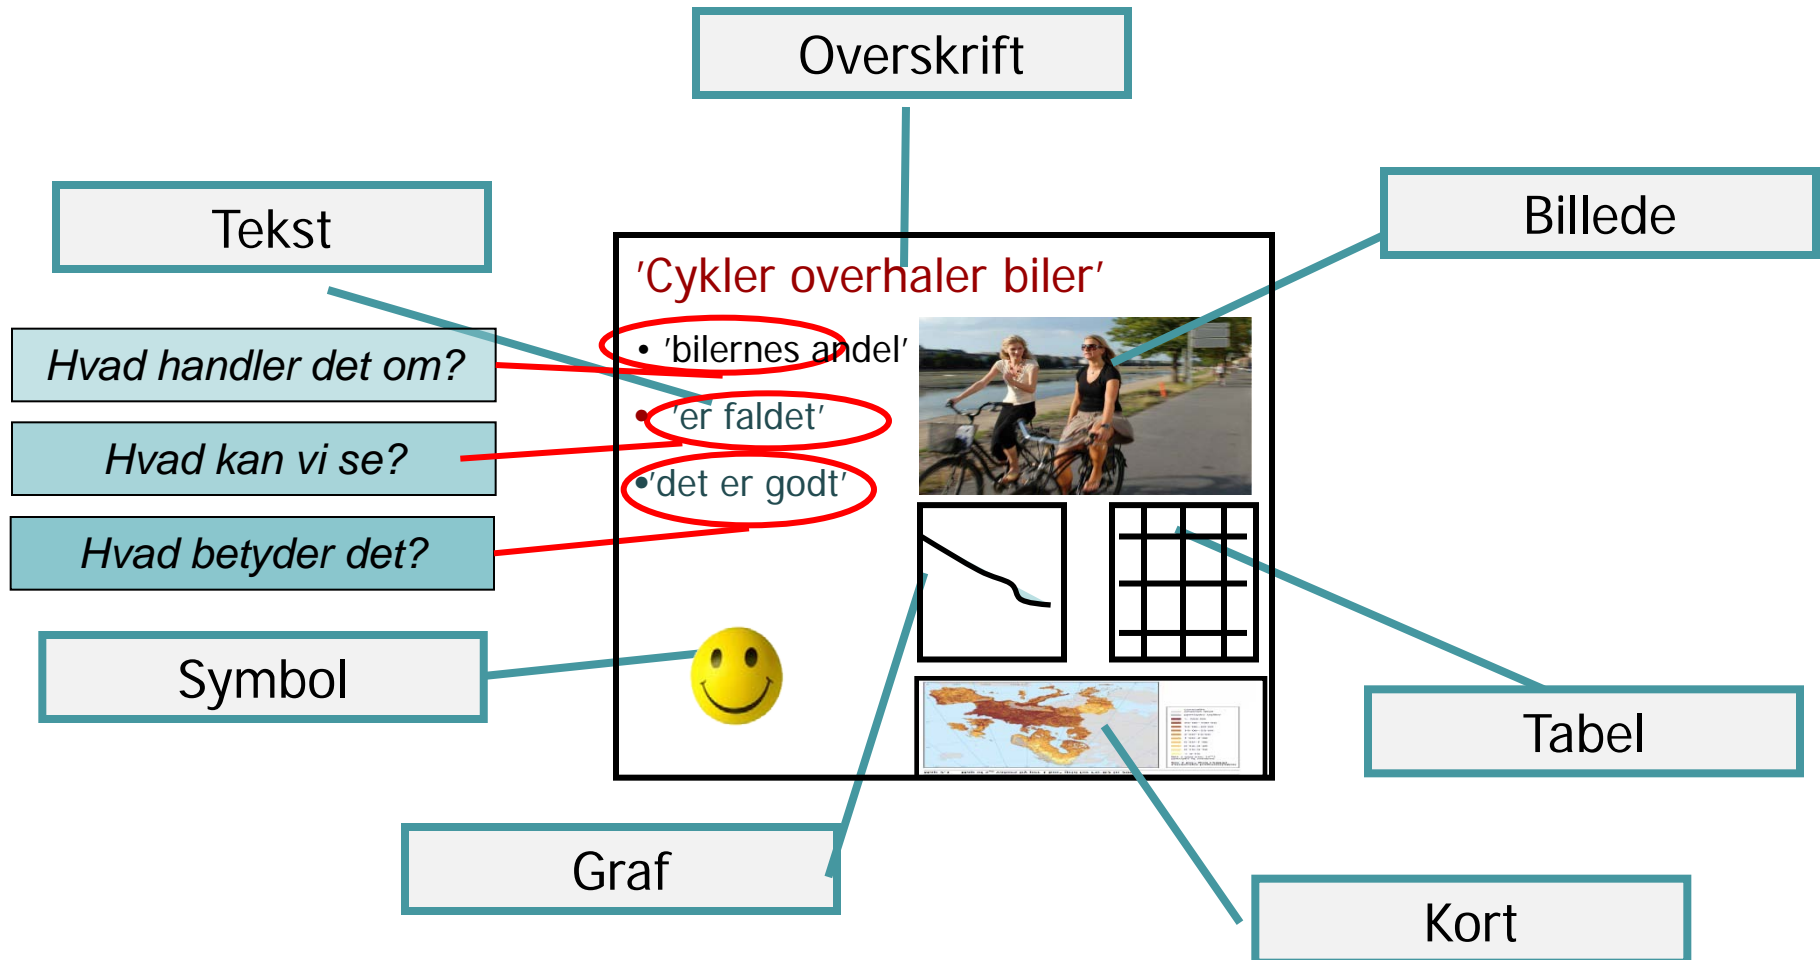 Overskrift
Tekst
Billede
'Cykler overhaler biler'
Hvad handler det om?
• 'bilernes andel'
Hvad kan vi se?
• 'er faldet'
Hvad betyder det?
•'det er godt'
Symbol
Tabel
Graf
Kort